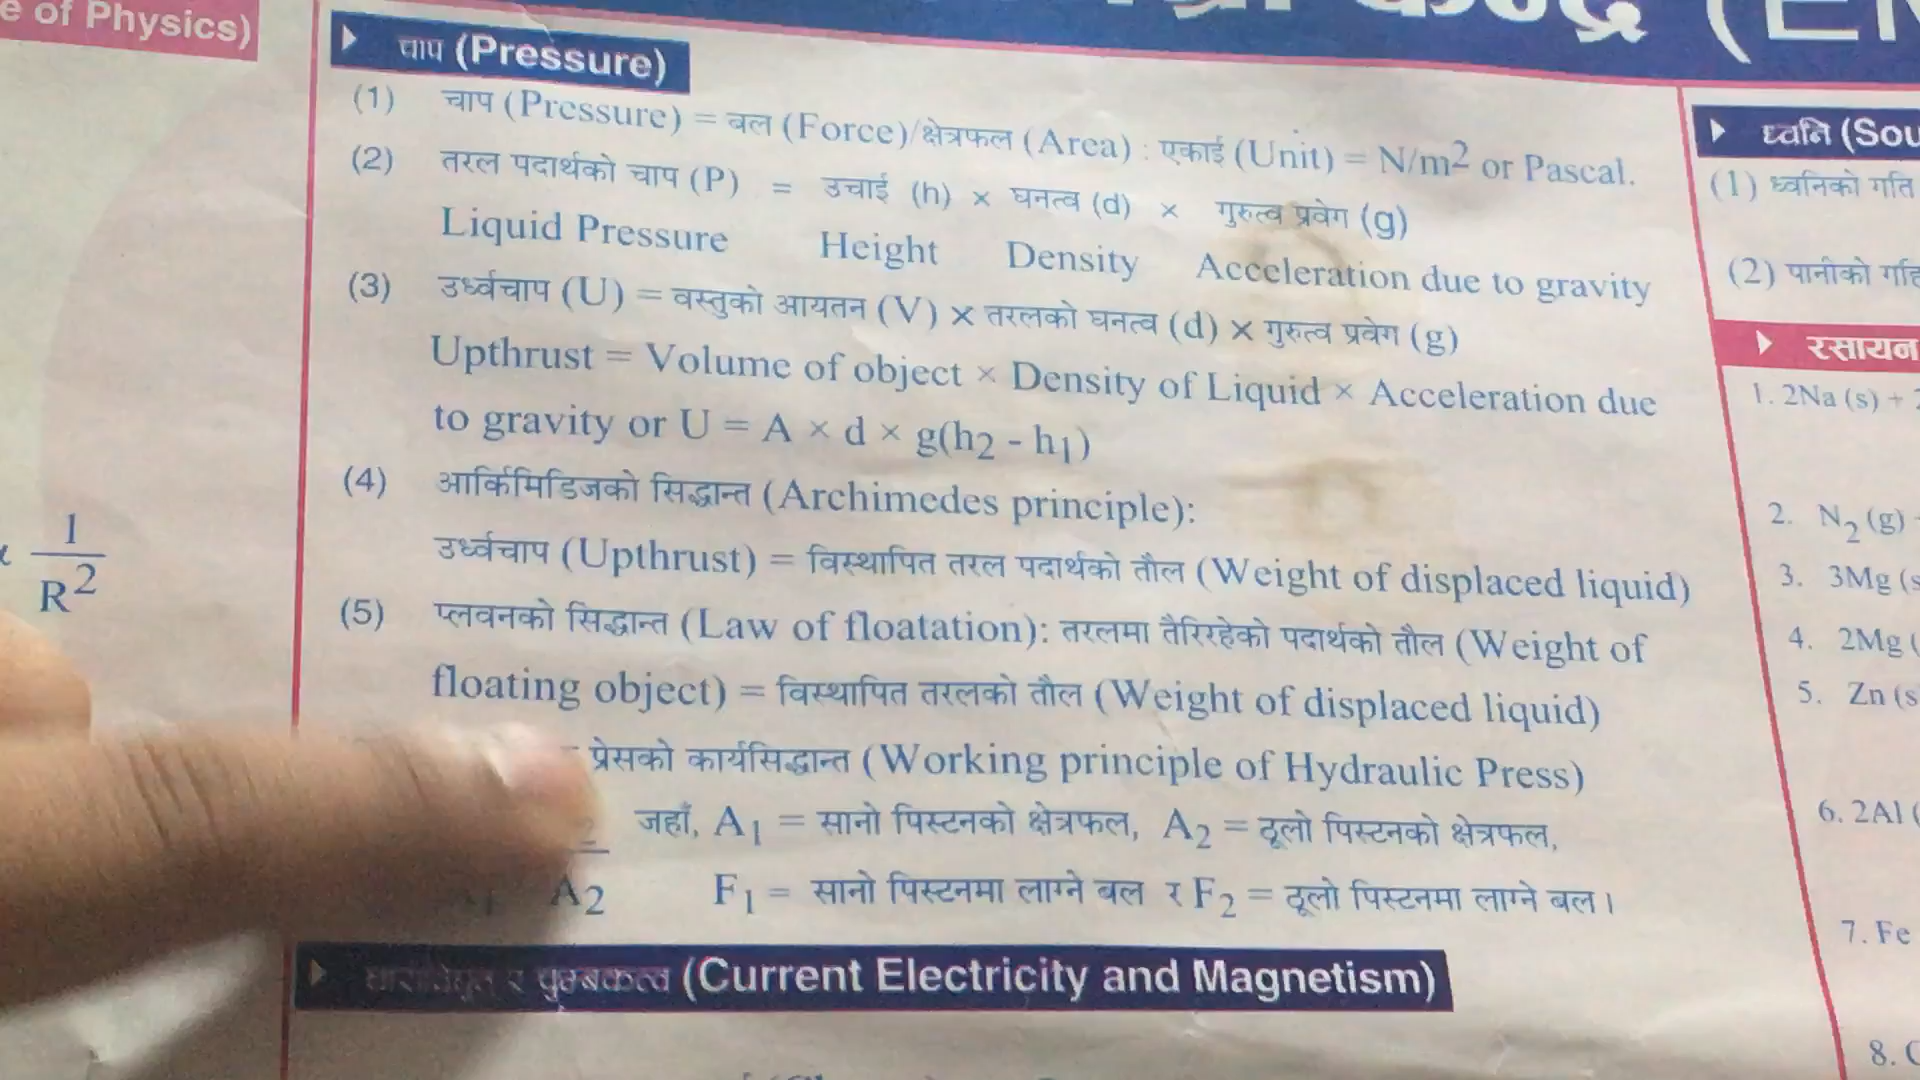 e of Physics)
चाप (Pressure)
(1) चाप (Pressure) = बल (Force)/क्षेत्रफल (Area) : एकाई (Unit) = N/m2 or Pascal.
(2) तरल पदार्थको चाप (P) = उचाई (h) × घनत्व (d) × गुरुत्व प्रवेग (g)
Liquid Pressure Height Density Acceleration due to gravity
(3) उर्ध्वचाप (U) = वस्तुको आयतन (V) × तरलको घनत्व (d) × गुरुत्व प्रवेग (g)
Upthrust = Volume of object × Density of Liquid × Acceleration due
to gravity or U = A × d × g(h2 - h1)
(4) आर्किमिडिजको सिद्धान्त (Archimedes principle):
उर्ध्वचाप (Upthrust) = विस्थापित तरल पदार्थको तौल (Weight of displaced liquid)
(5) प्लवनको सिद्धान्त (Law of floatation): तरलमा तैरिरहेको पदार्थको तौल (Weight of
floating object) = विस्थापित तरलको तौल (Weight of displaced liquid)
प्रेसको कार्यसिद्धान्त (Working principle of Hydraulic Press)
जहाँ, A1 = सानो पिस्टनको क्षेत्रफल, A2 = ठूलो पिस्टनको क्षेत्रफल,
A2 F1 = सानो पिस्टनमा लाग्ने बल र F2 = ठूलो पिस्टनमा लाग्ने बल।
र चुम्बकत्व (Current Electricity and Magnetism)
1
R2
(EN
ध्वनि (Sou
(1) ध्वनिको गति
(2) पानीको
रसायन
1. 2Na (s) +
2. N2 (g)
3. 3Mg (s
4. 2Mg (
5. Zn (s
6. 2Al (
7. Fe
8.